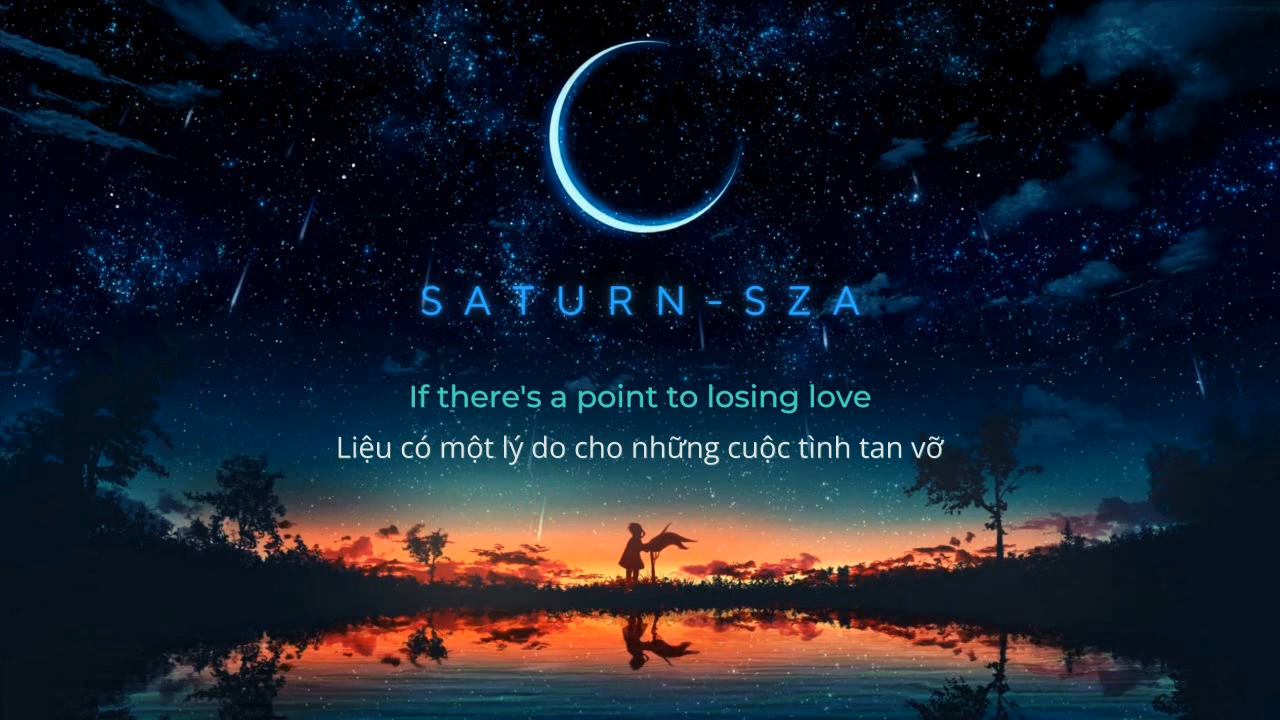 SATURN-SZA
If there's a point to losing love
Liệu có một lý do cho những cuộc tình tan vỡ